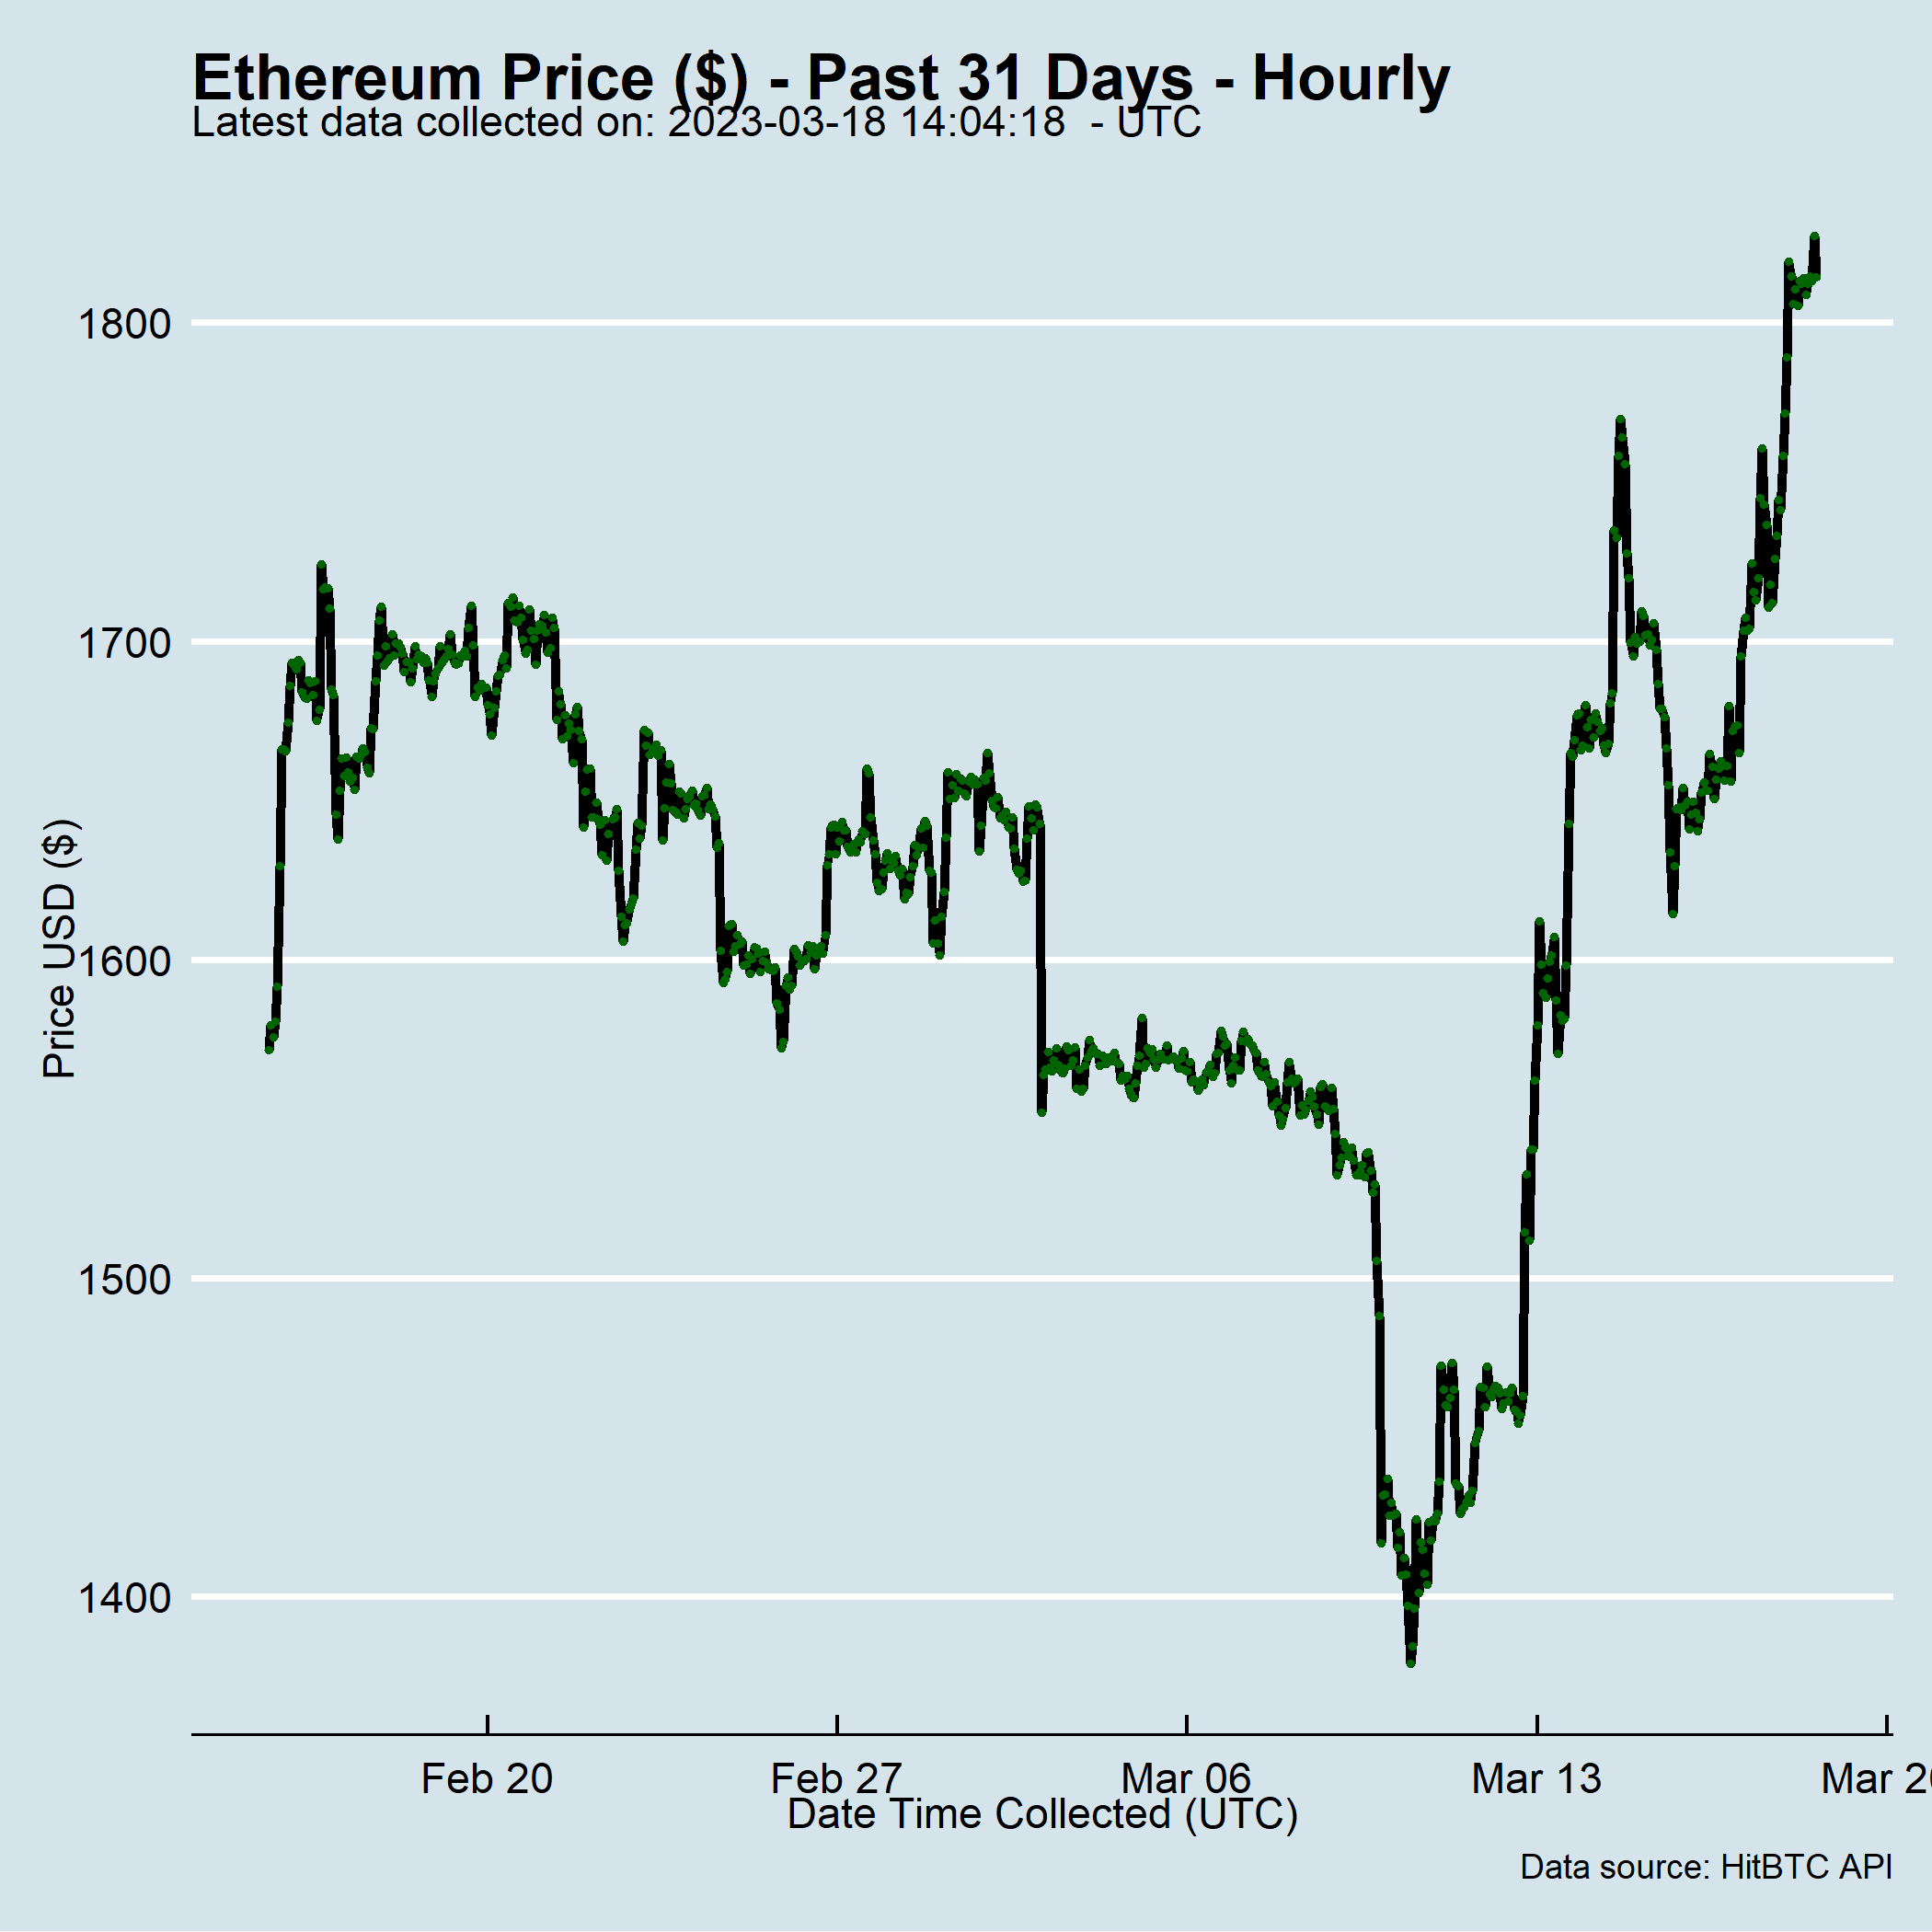 Ethereum Price ($) - Past 31 Days - Hourly
Latest data collected on: 2023-03-18 14:04:18  - UTC
1800
1700
1600
1500
1400
Price USD ($)
Feb 20
Feb 27
Mar 06
Mar 13
Mar 20
Date Time Collected (UTC)
Data source: HitBTC API